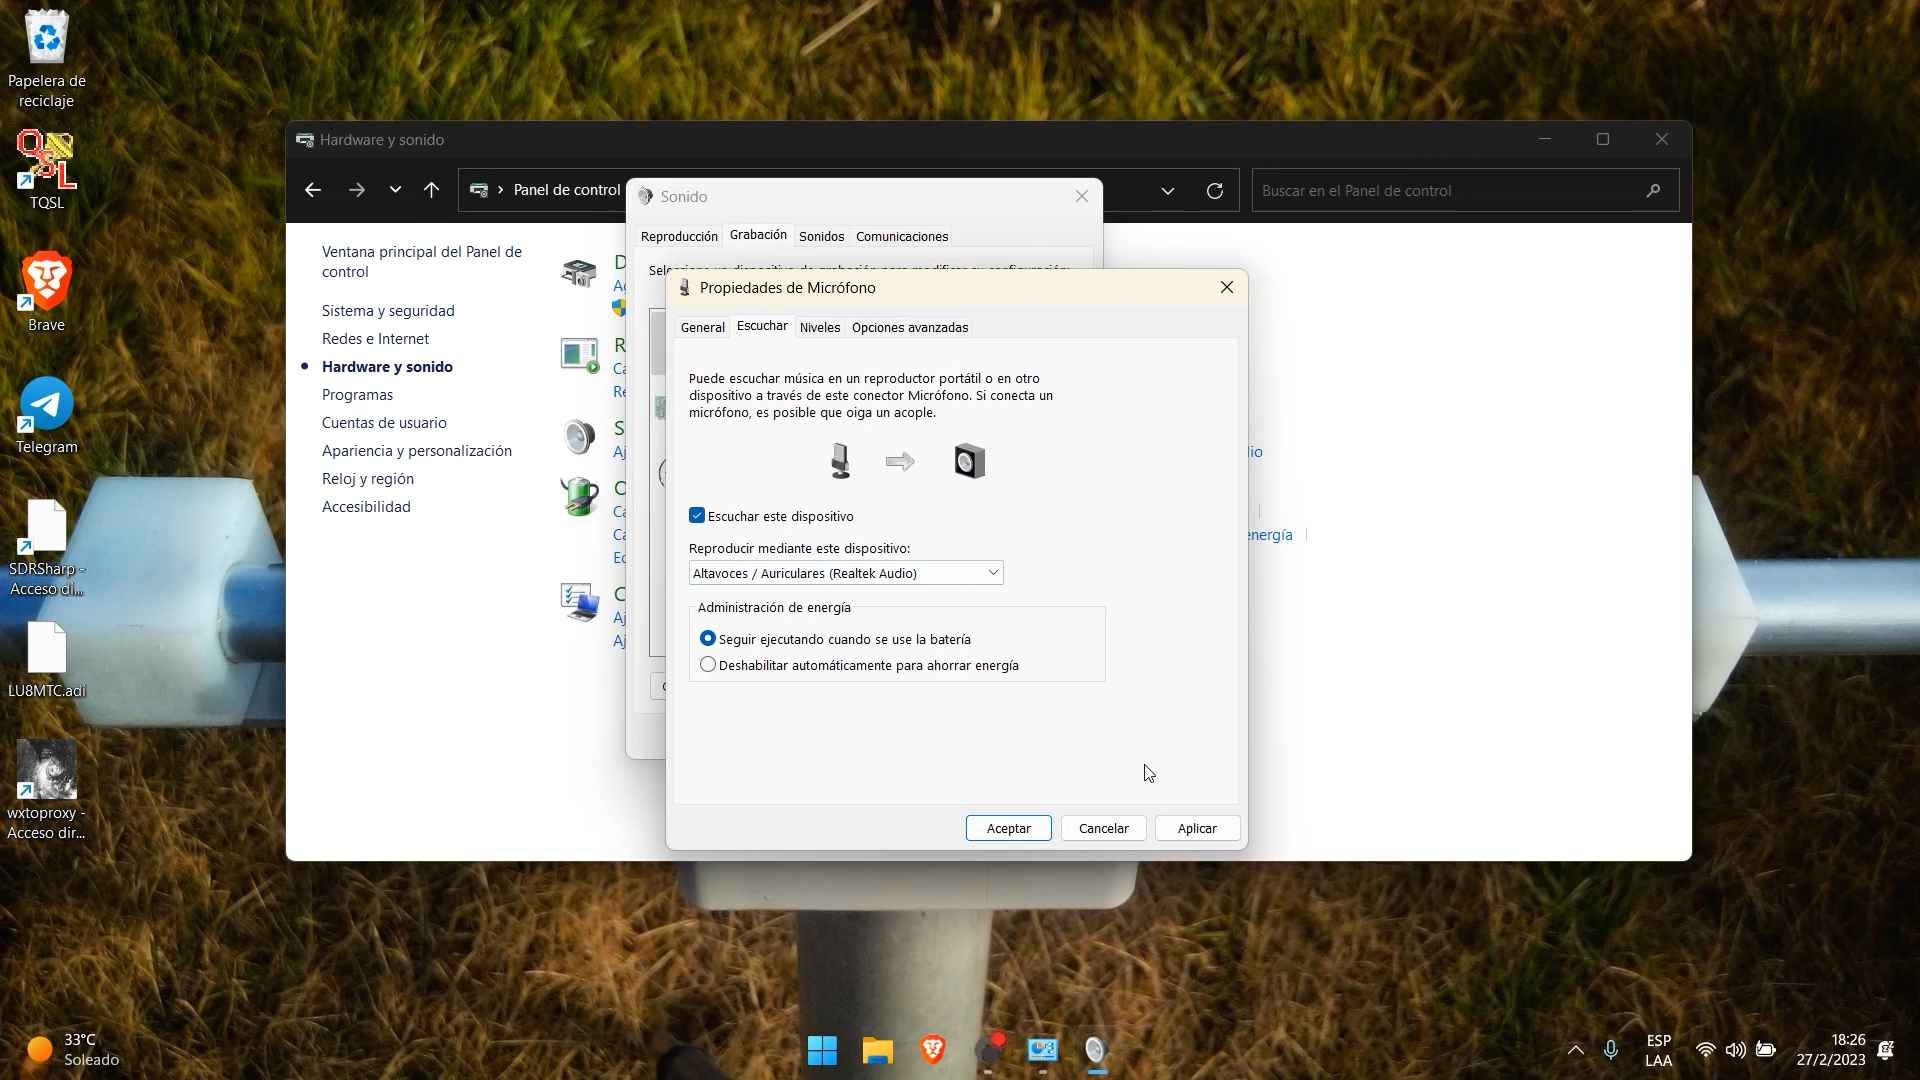 Papelera de
reciclaje
QSL
TQSL
Brave
Telegram
SDRSharp -
Acceso di...
LU8MTC.adi
wxtoproxy -
Acceso dir...
Hardware y sonido
Panel de control
Buscar en el Panel de control
Ventana principal del Panel de
control
Sistema y seguridad
Redes e Internet
Hardware y sonido
Programas
Cuentas de usuario
Apariencia y personalización
Reloj y región
Accesibilidad
energía
Sonido
Reproducción
Grabación
Sonidos
Comunicaciones
Propiedades de Micrófono
General
Escuchar
Niveles
Opciones avanzadas
Puede escuchar música en un reproductor portátil o en otro
dispositivo a través de este conector Micrófono. Si conecta un
micrófono, es posible que oiga un acople.
Escuchar este dispositivo
Reproducir mediante este dispositivo:
Altavoces / Auriculares (Realtek Audio)
Administración de energía
Seguir ejecutando cuando se use la batería
Deshabilitar automáticamente para ahorrar energía
Aceptar
Cancelar
Aplicar
33°C
Soleado
ESP
LAA
18:26
27/2/2023